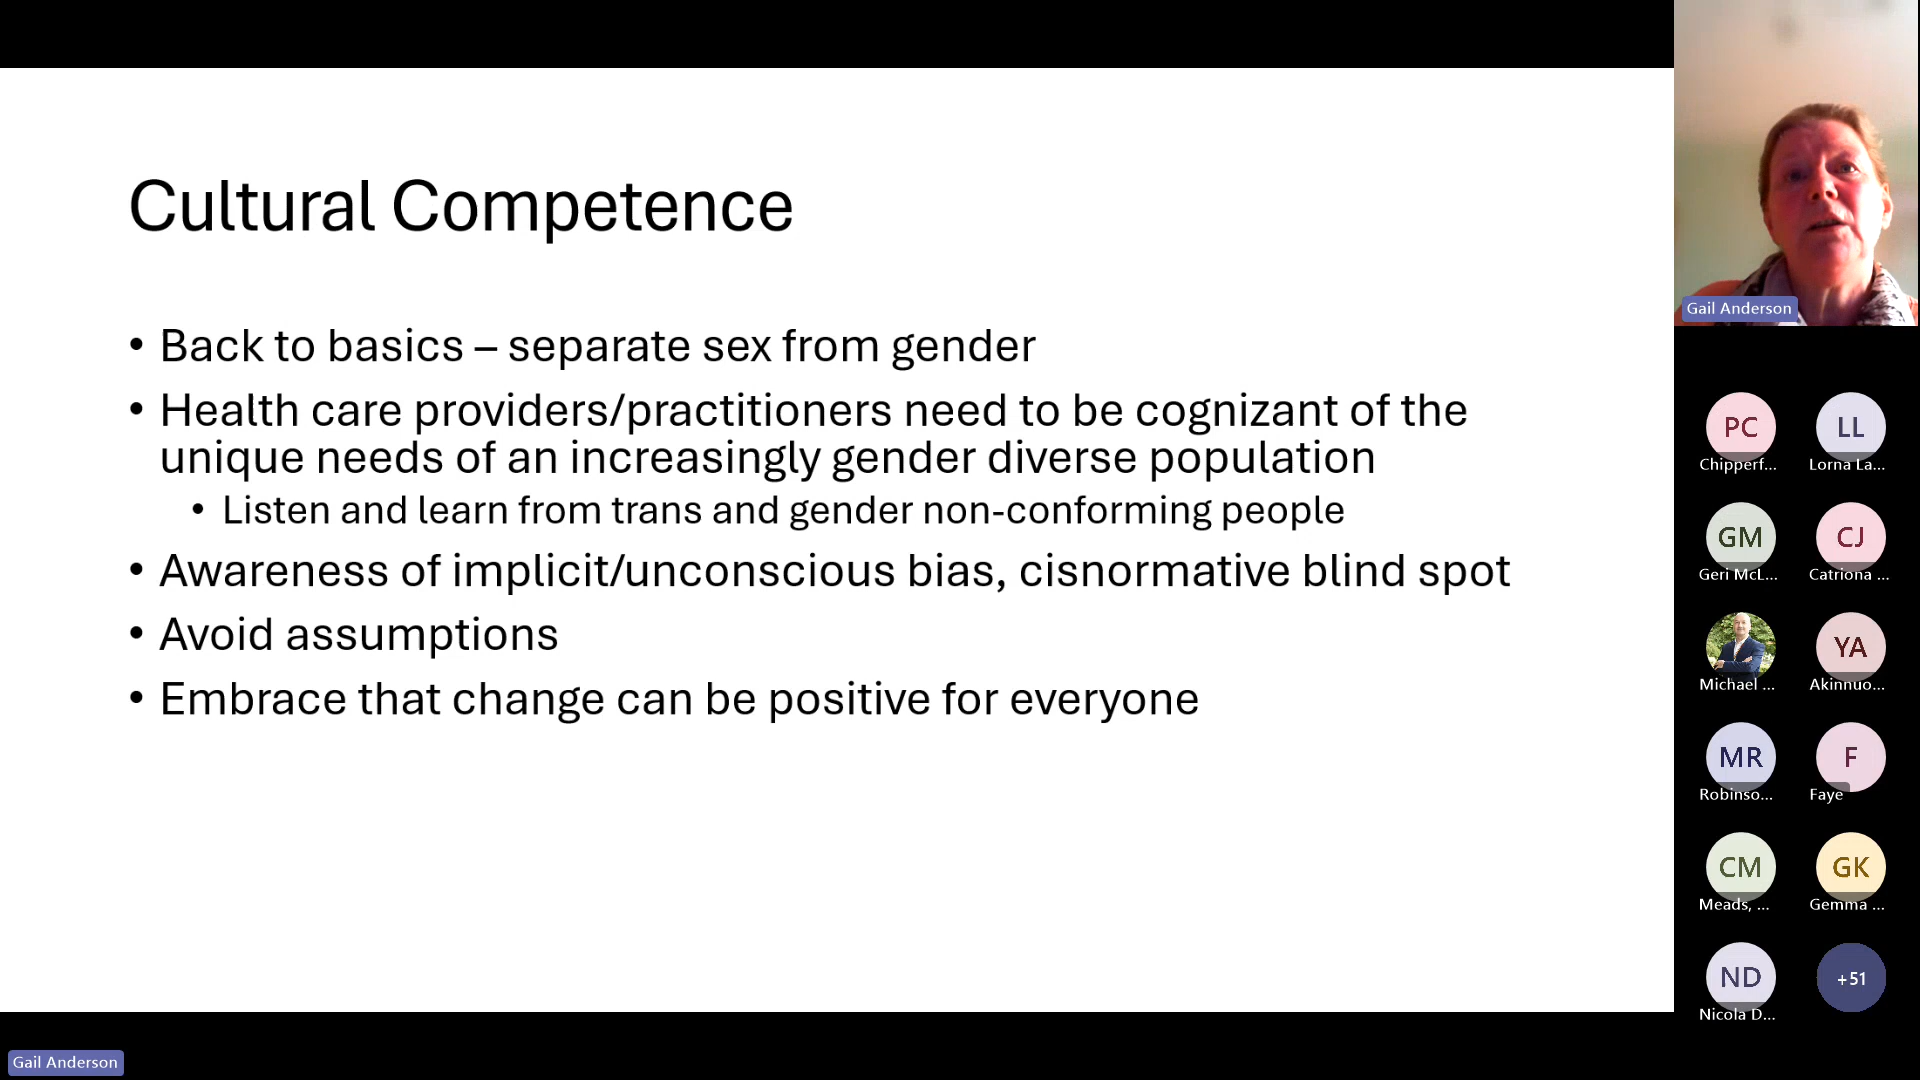 Cultural Competence
• Back to basics – separate sex from gender
• Health care providers/practitioners need to be cognizant of the
unique needs of an increasingly gender diverse population
• Listen and learn from trans and gender non-conforming people
• Awareness of implicit/unconscious bias, cisnormative blind spot
• Avoid assumptions
• Embrace that change can be positive for everyone
Gail Anderson
Gail Anderson
PC
LL
Chipperf...
Lorna La...
GM
CJ
Geri McL...
Catriona ...
YA
Michael ...
Akinnuo...
MR
F
Robinso...
Faye
CM
GK
Meads, ...
Gemma ...
ND
+51
Nicola D...